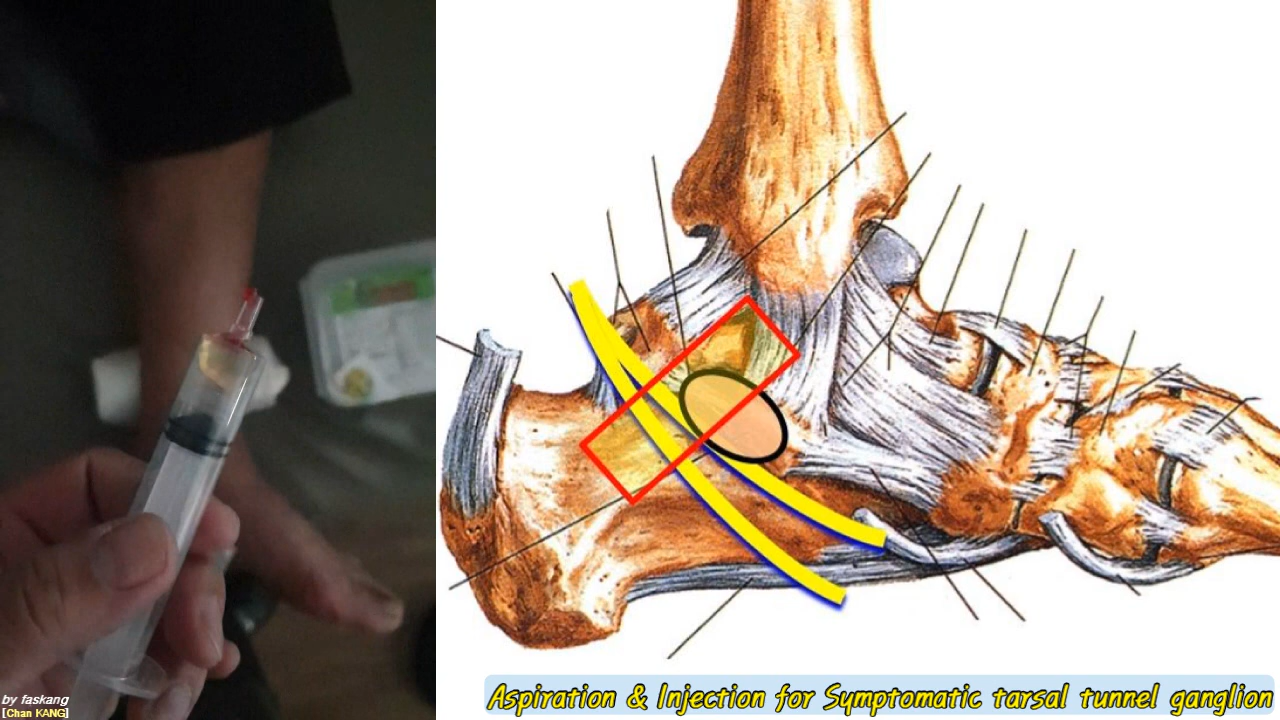 by faskang
[Chan KANG]
Aspiration & Injection for Symptomatic tarsal tunnel ganglion